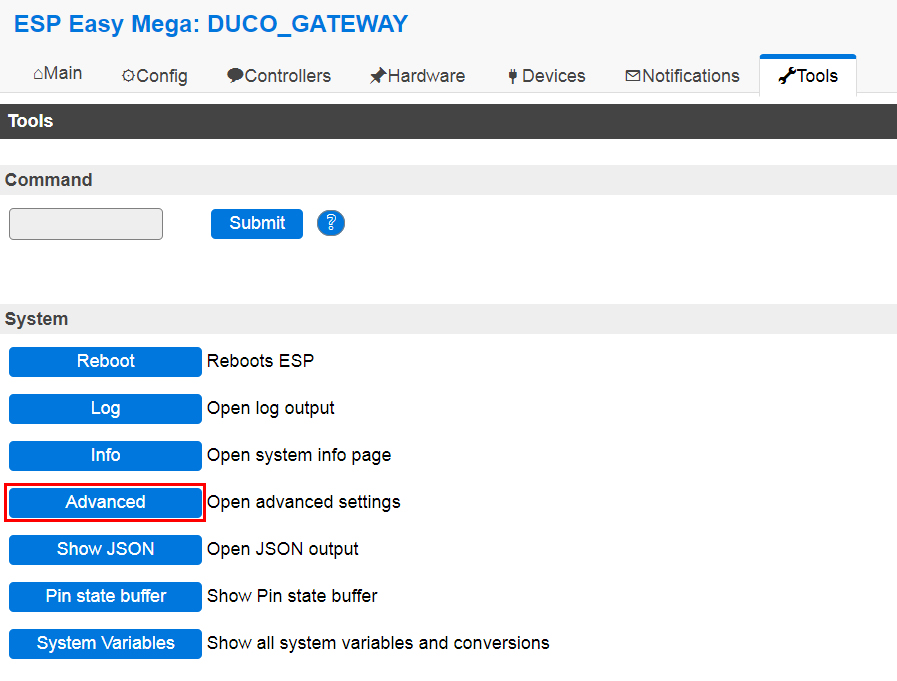 ESP Easy Mega: DUCO_GATEWAY
Main Config Controllers Hardware Devices Notifications Tools
Tools
Command
Submit ?
System
Reboot Reboots ESP
Log Open log output
Info Open system info page
Advanced Open advanced settings
Show JSON Open JSON output
Pin state buffer Show Pin state buffer
System Variables Show all system variables and conversions